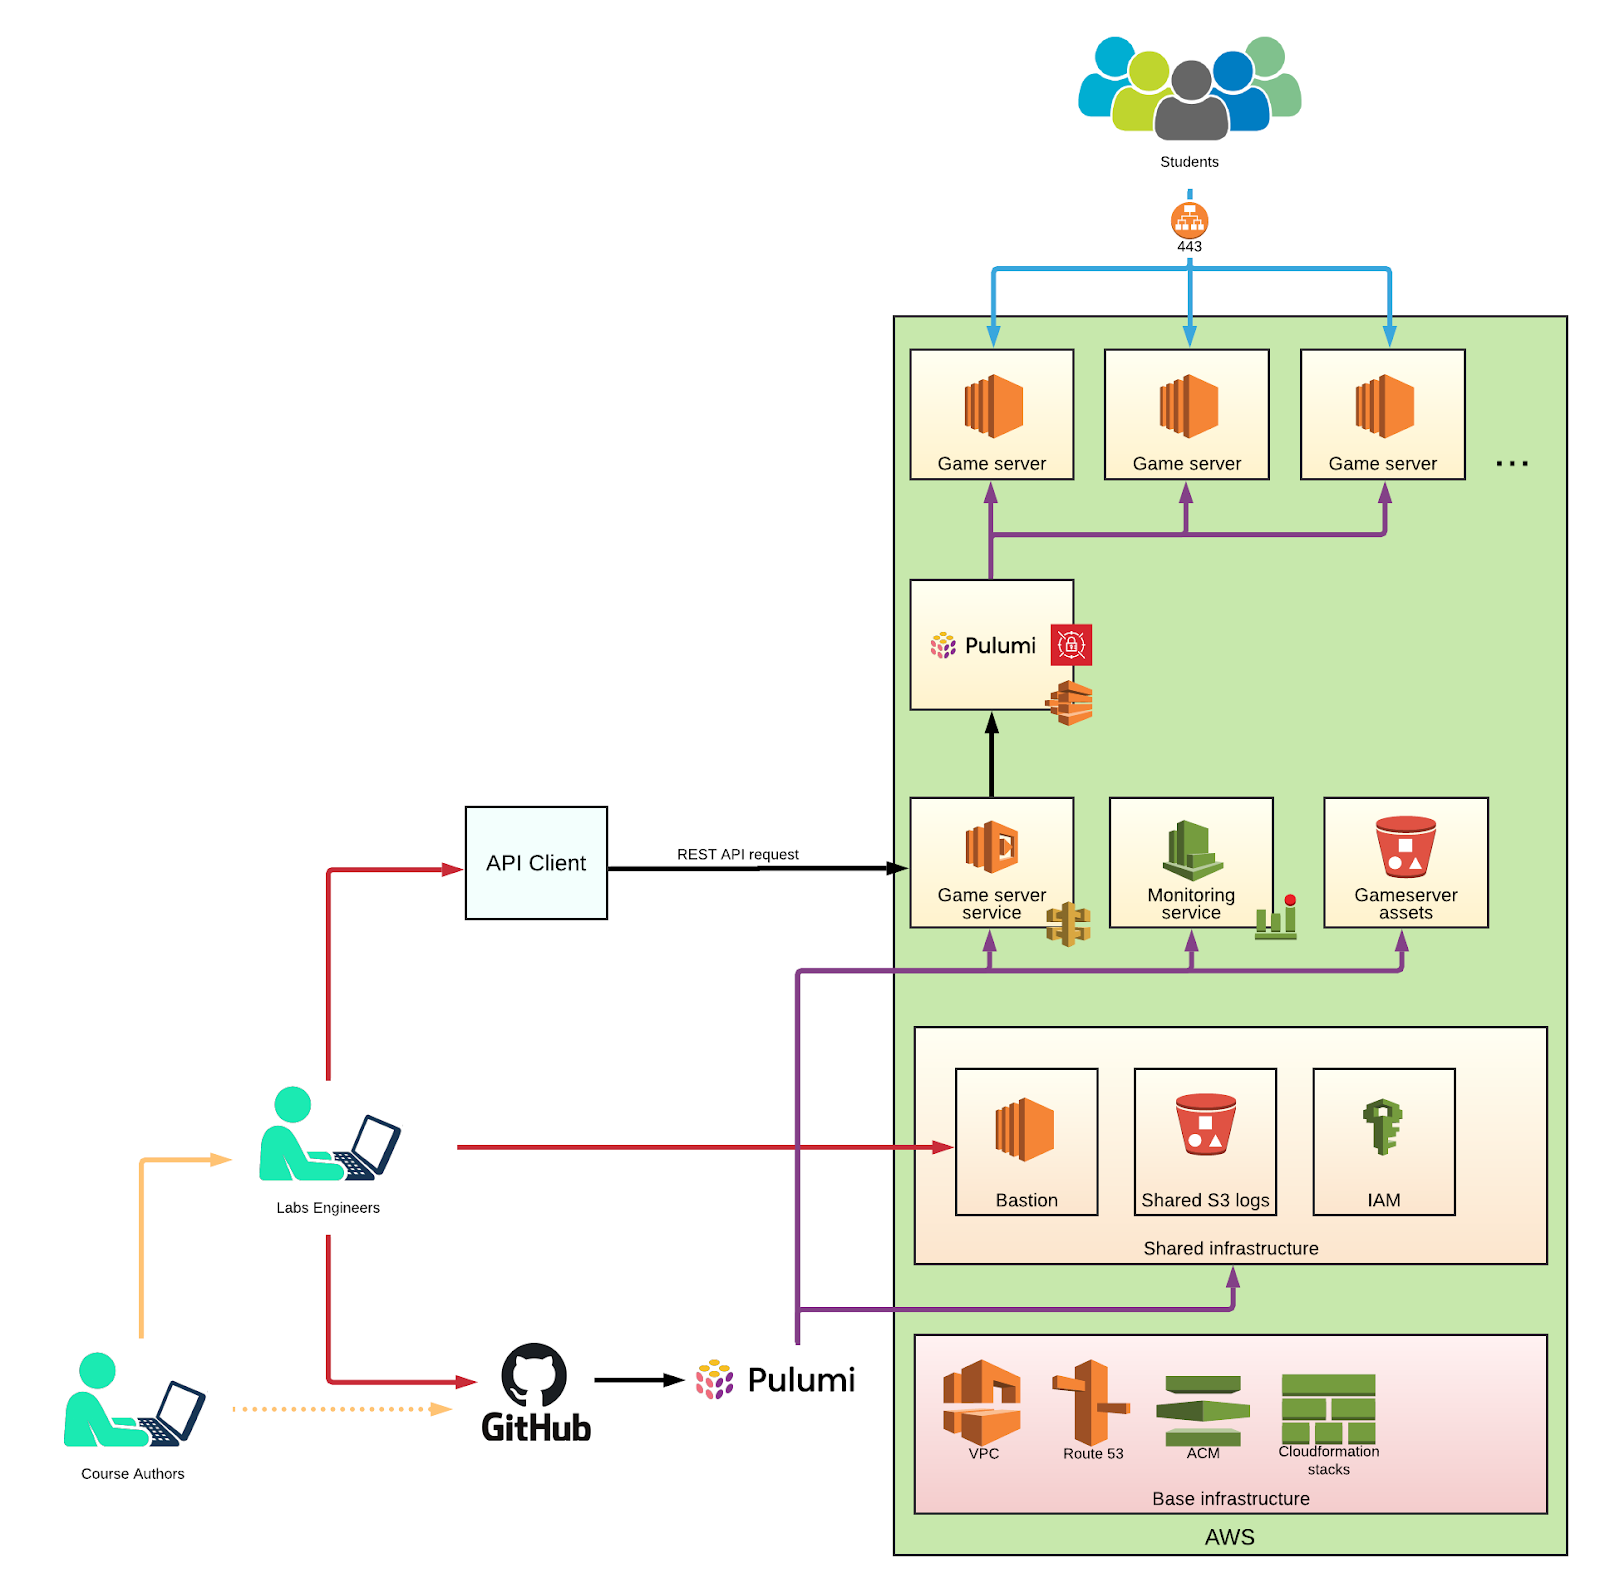 Students
443
Game server
Game server
Game server
...
Pulumi
API Client
REST API request
Game server
service
Monitoring
service
Gameserver
assets
Bastion
Shared S3 logs
IAM
Shared infrastructure
Labs Engineers
GitHub
Pulumi
Course Authors
VPC
Route 53
ACM
Cloudformation
stacks
Base infrastructure
AWS